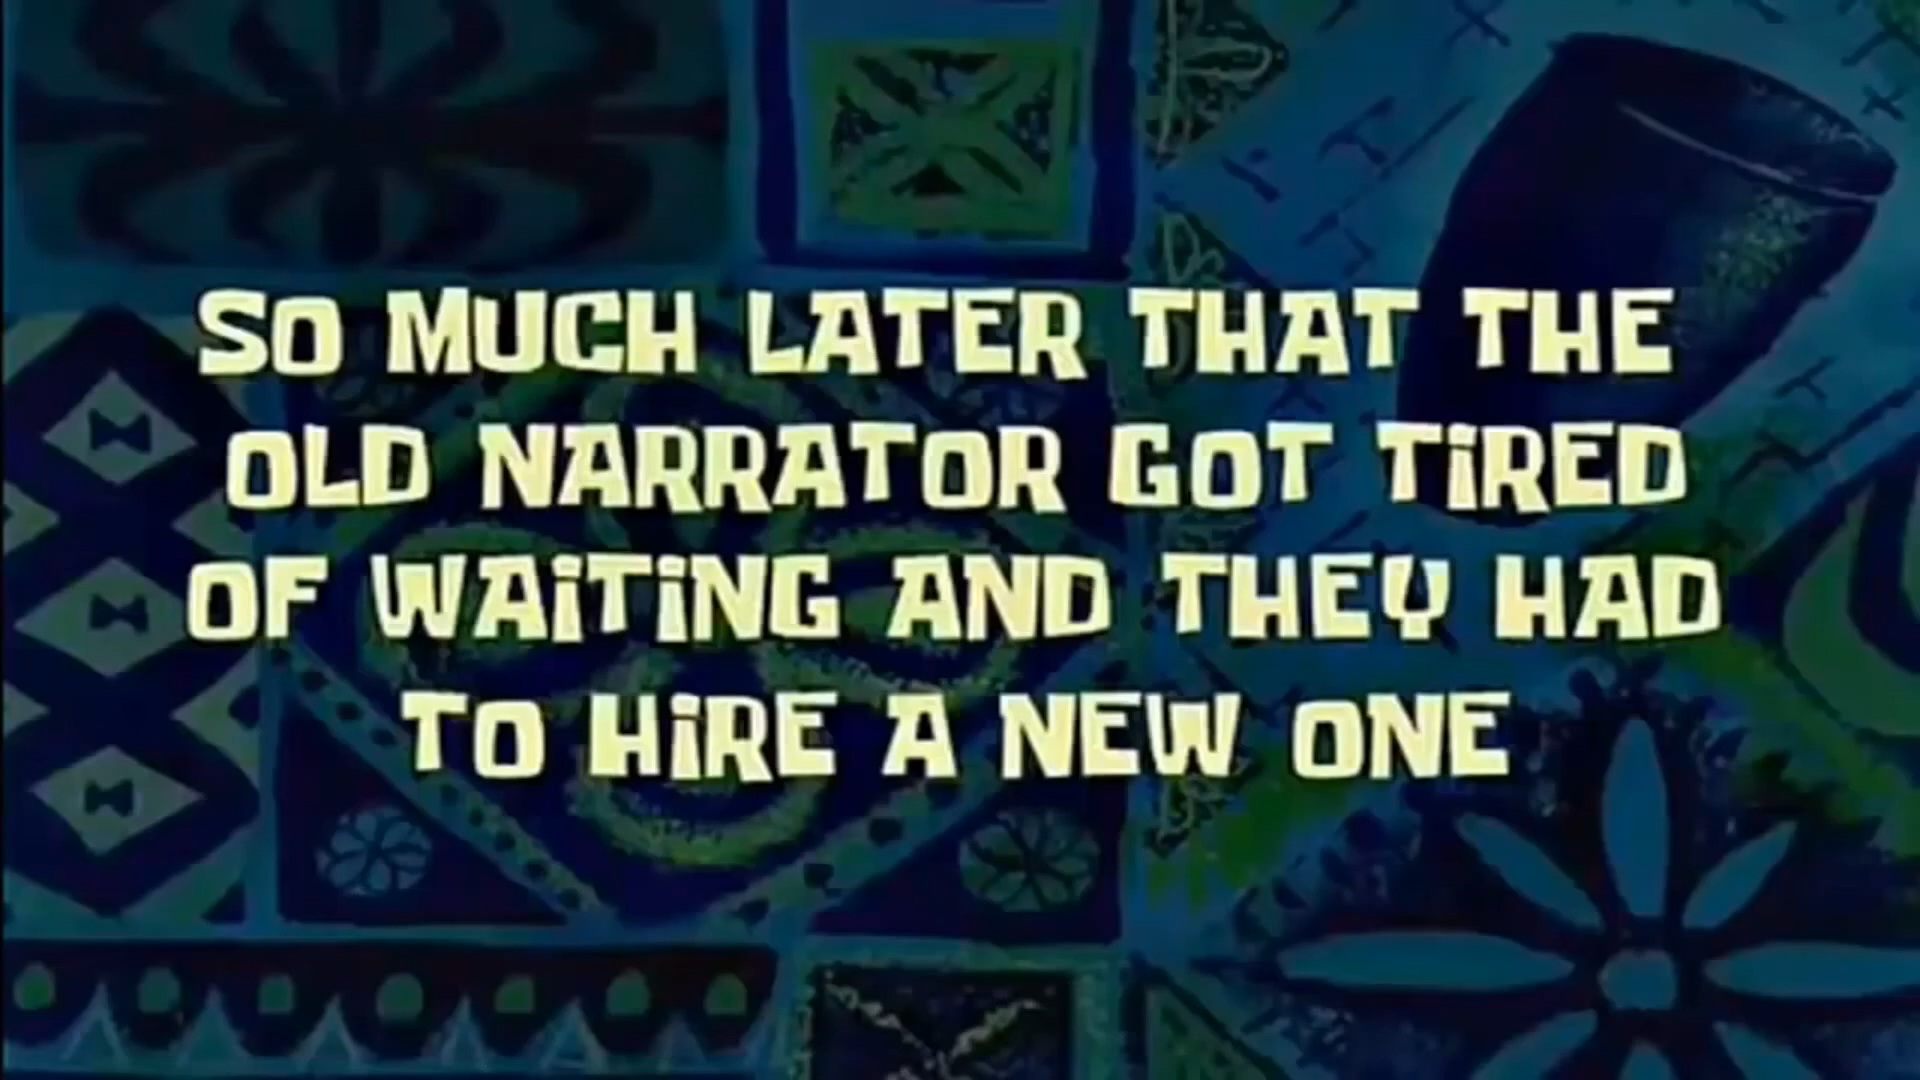 SO MUCH LATER THAT THE
OLD NARRATOR GOT TiRED
OF WAiTiNG AND THEY HAD
TO HiRE A NEW ONE